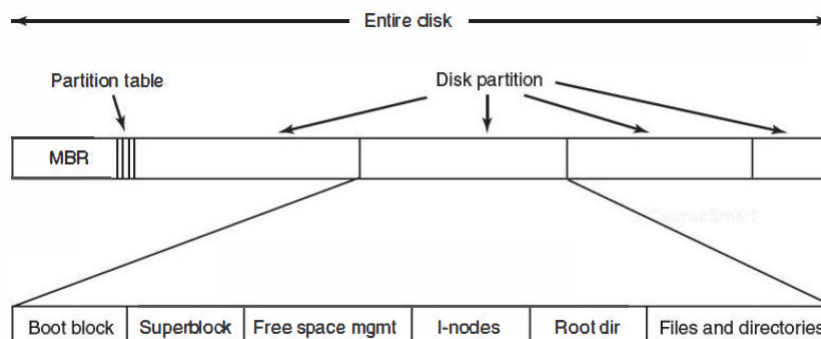 Entire disk
Partition table
Disk partition
MBR
CourseSmart
Boot block
Superblock
Free space mgmt
I-nodes
Root dir
Files and directories